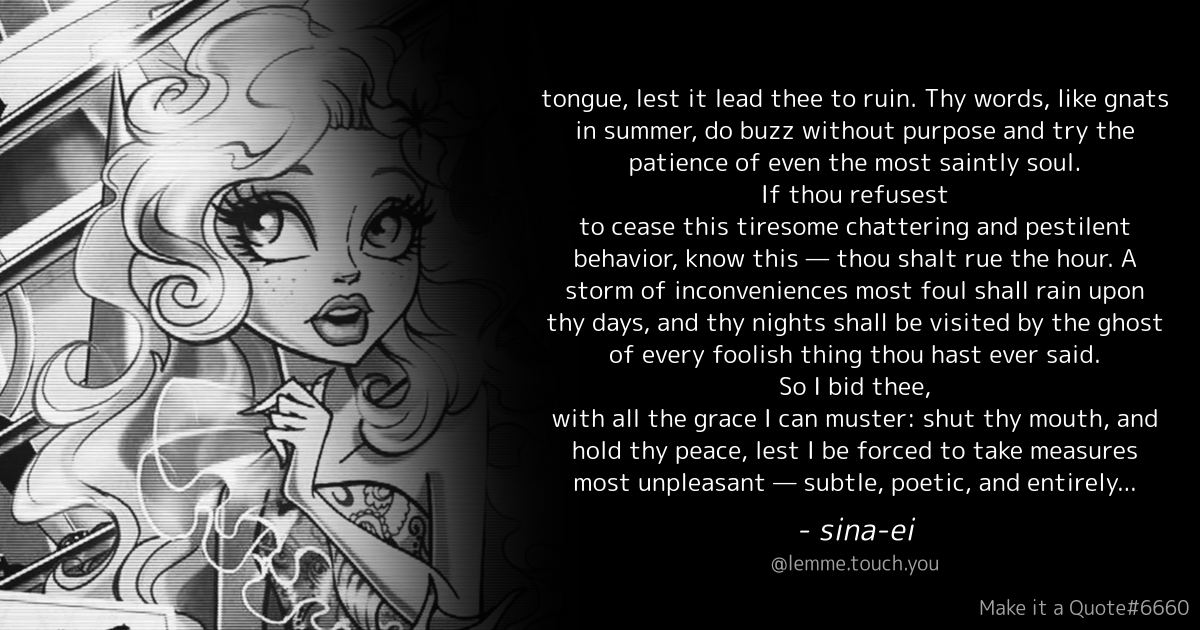 tongue, lest it lead thee to ruin. Thy words, like gnats
in summer, do buzz without purpose and try the
patience of even the most saintly soul.
If thou refusest
to cease this tiresome chattering and pestilent
behavior, know this — thou shalt rue the hour. A
storm of inconveniences most foul shall rain upon
thy days, and thy nights shall be visited by the ghost
of every foolish thing thou hast ever said.
So I bid thee,
with all the grace I can muster: shut thy mouth, and
hold thy peace, lest I be forced to take measures
most unpleasant — subtle, poetic, and entirely...
- sina-ei
@lemme.touch.you
Make it a Quote#6660